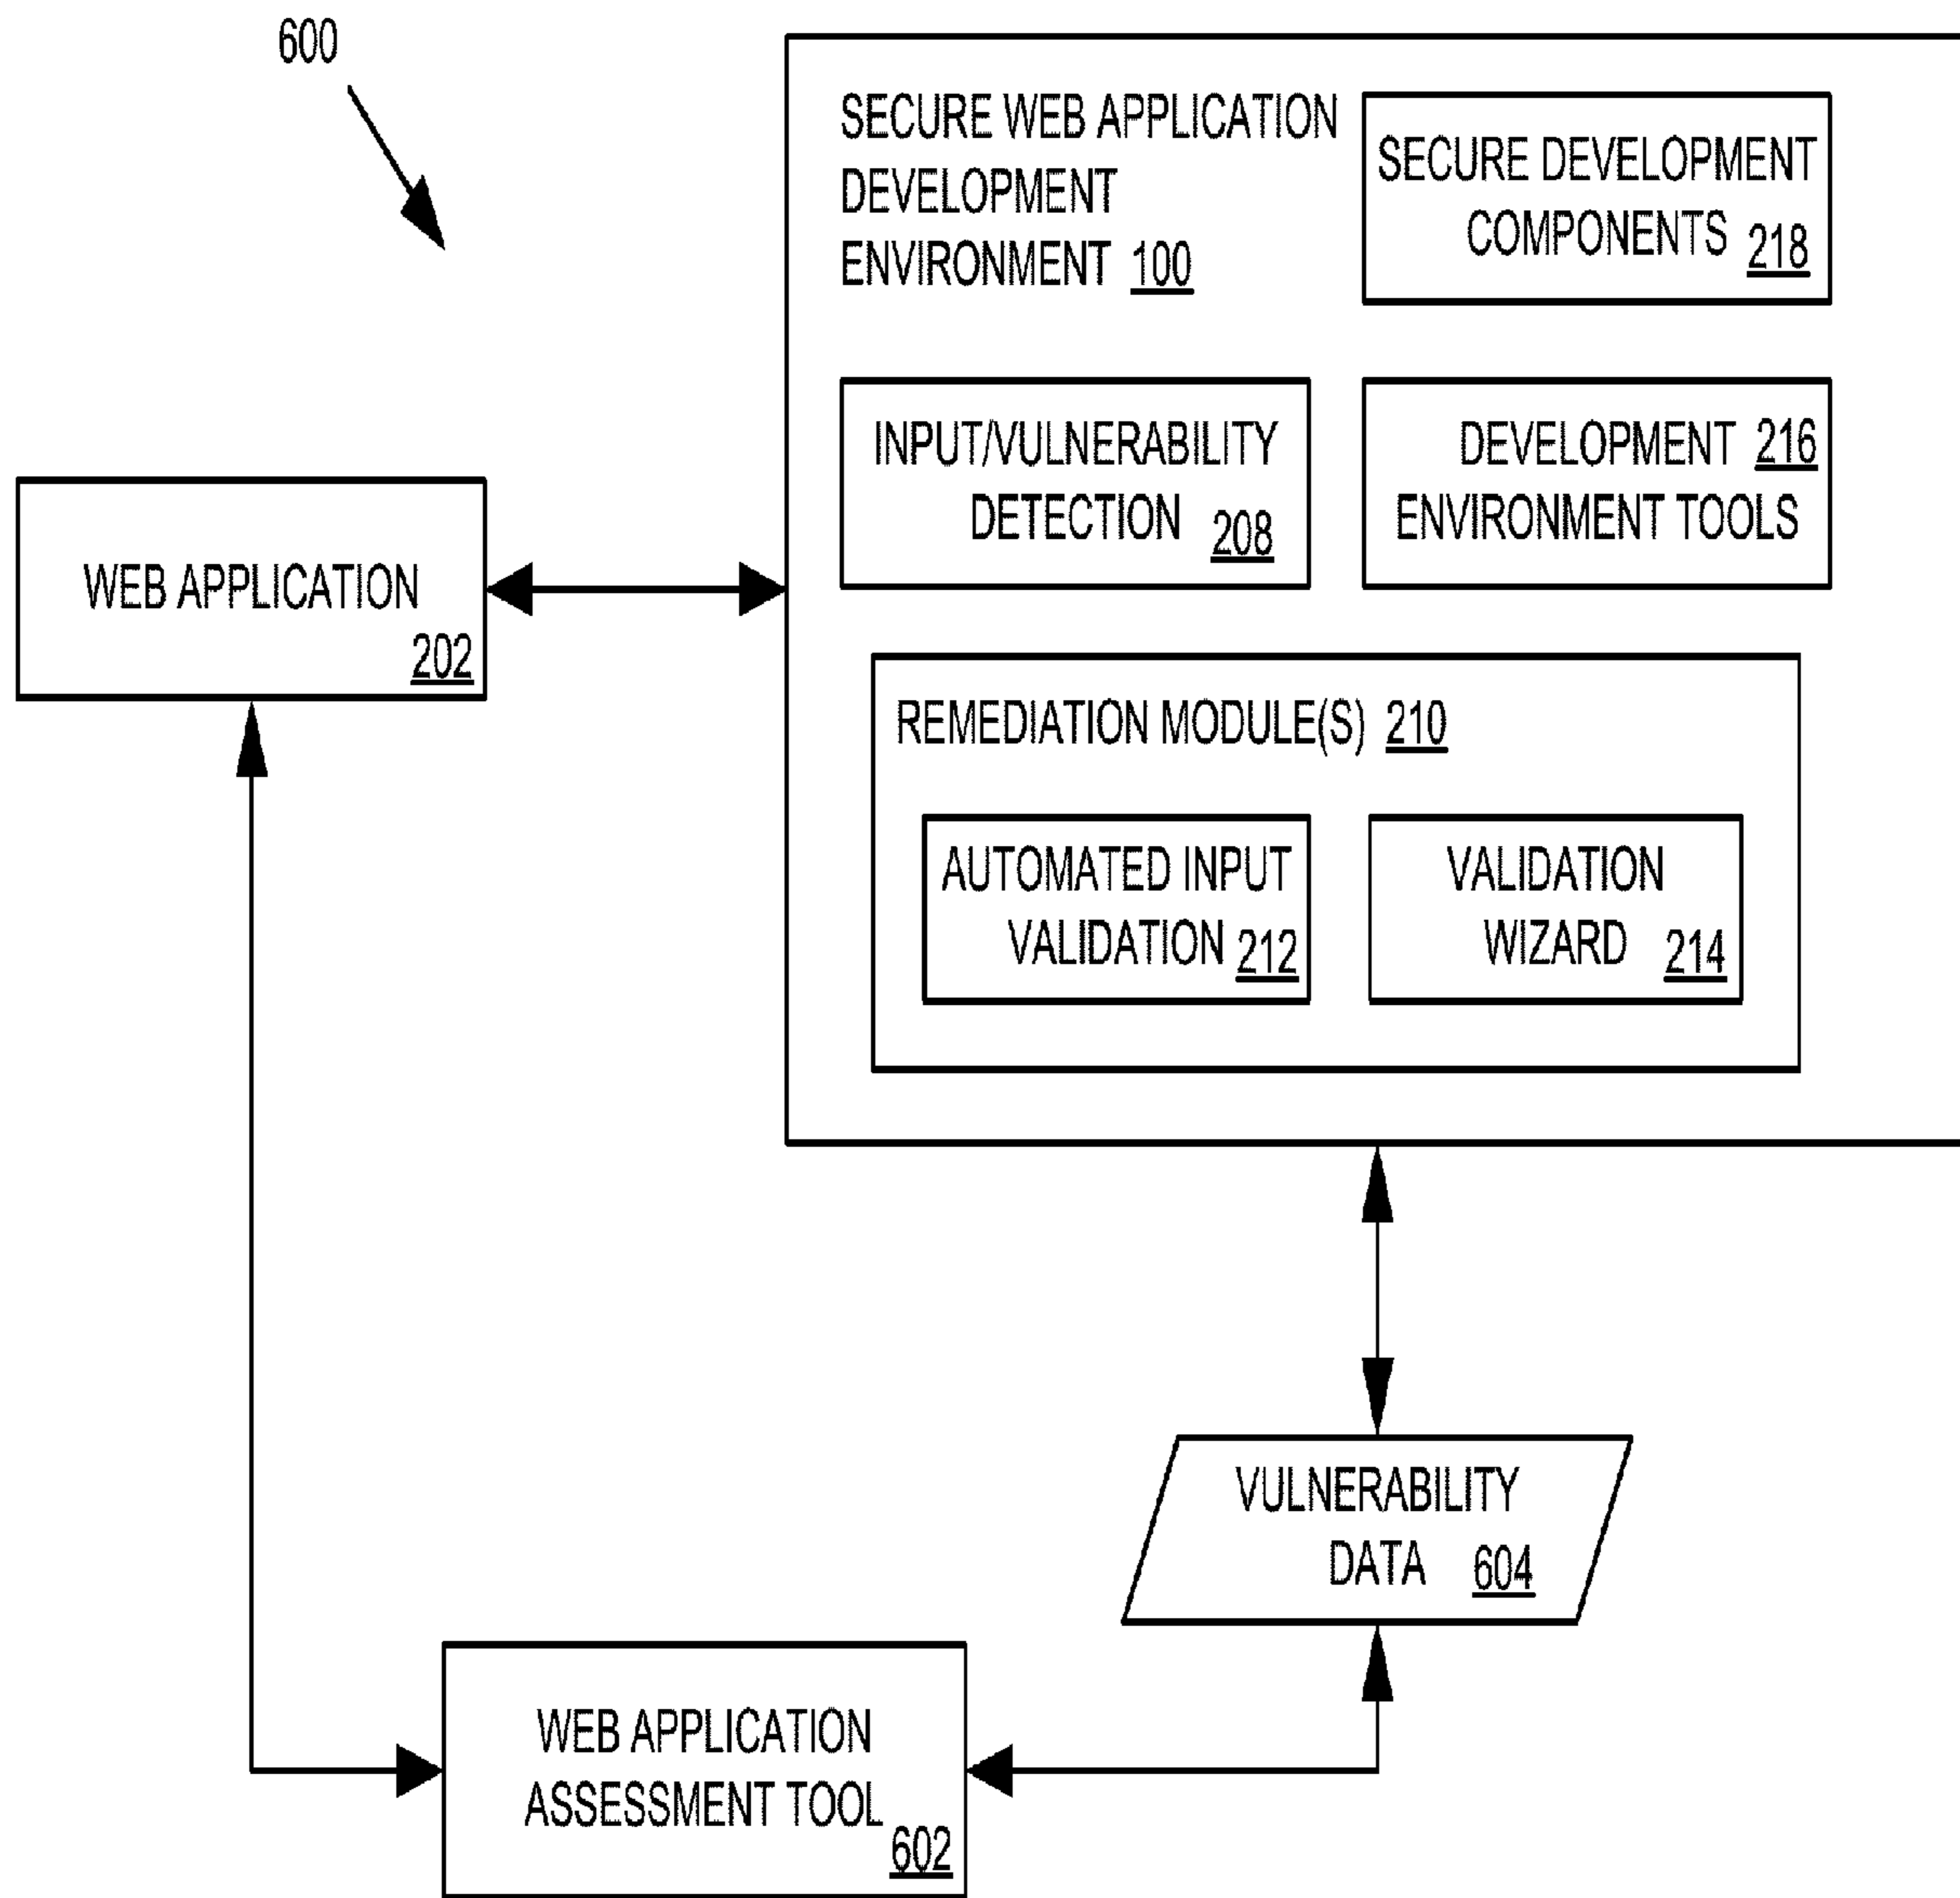 600
SECURE WEB APPLICATION
DEVELOPMENT
ENVIRONMENT 100
SECURE DEVELOPMENT
COMPONENTS 218
INPUT/VULNERABILITY
DETECTION 208
DEVELOPMENT 216
ENVIRONMENT TOOLS
WEB APPLICATION
202
REMEDIATION MODULE(S) 210
AUTOMATED INPUT
VALIDATION 212
VALIDATION
WIZARD 214
VULNERABILITY
DATA 604
WEB APPLICATION
ASSESSMENT TOOL
602